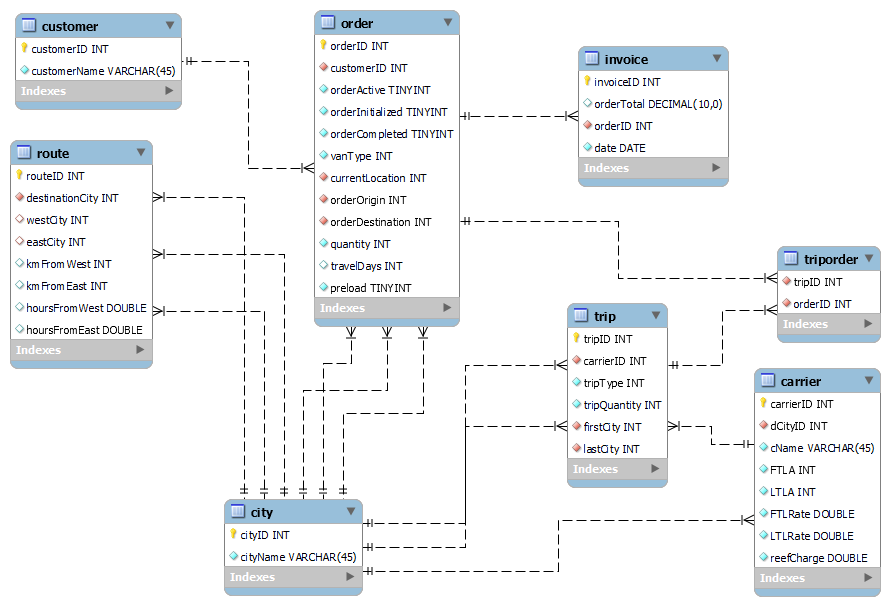 customer
customerID INT
customerName VARCHAR(45)
Indexes
route
routeID INT
destinationCity INT
westCity INT
eastCity INT
kmFromWest INT
kmFromEast INT
hoursFromWest DOUBLE
hoursFromEast DOUBLE
Indexes
order
orderID INT
customerID INT
orderActive TINYINT
orderInitialized TINYINT
orderCompleted TINYINT
vanType INT
currentLocation INT
orderOrigin INT
orderDestination INT
quantity INT
travelDays INT
preload TINYINT
Indexes
invoice
invoiceID INT
orderTotal DECIMAL(10,0)
orderID INT
date DATE
Indexes
triporder
tripID INT
orderID INT
Indexes
trip
tripID INT
carrierID INT
tripType INT
tripQuantity INT
firstCity INT
lastCity INT
Indexes
carrier
carrierID INT
dCityID INT
cName VARCHAR(45)
FTLA INT
LTLA INT
FTLRate DOUBLE
LTLRate DOUBLE
reefCharge DOUBLE
Indexes
city
cityID INT
cityName VARCHAR(45)
Indexes